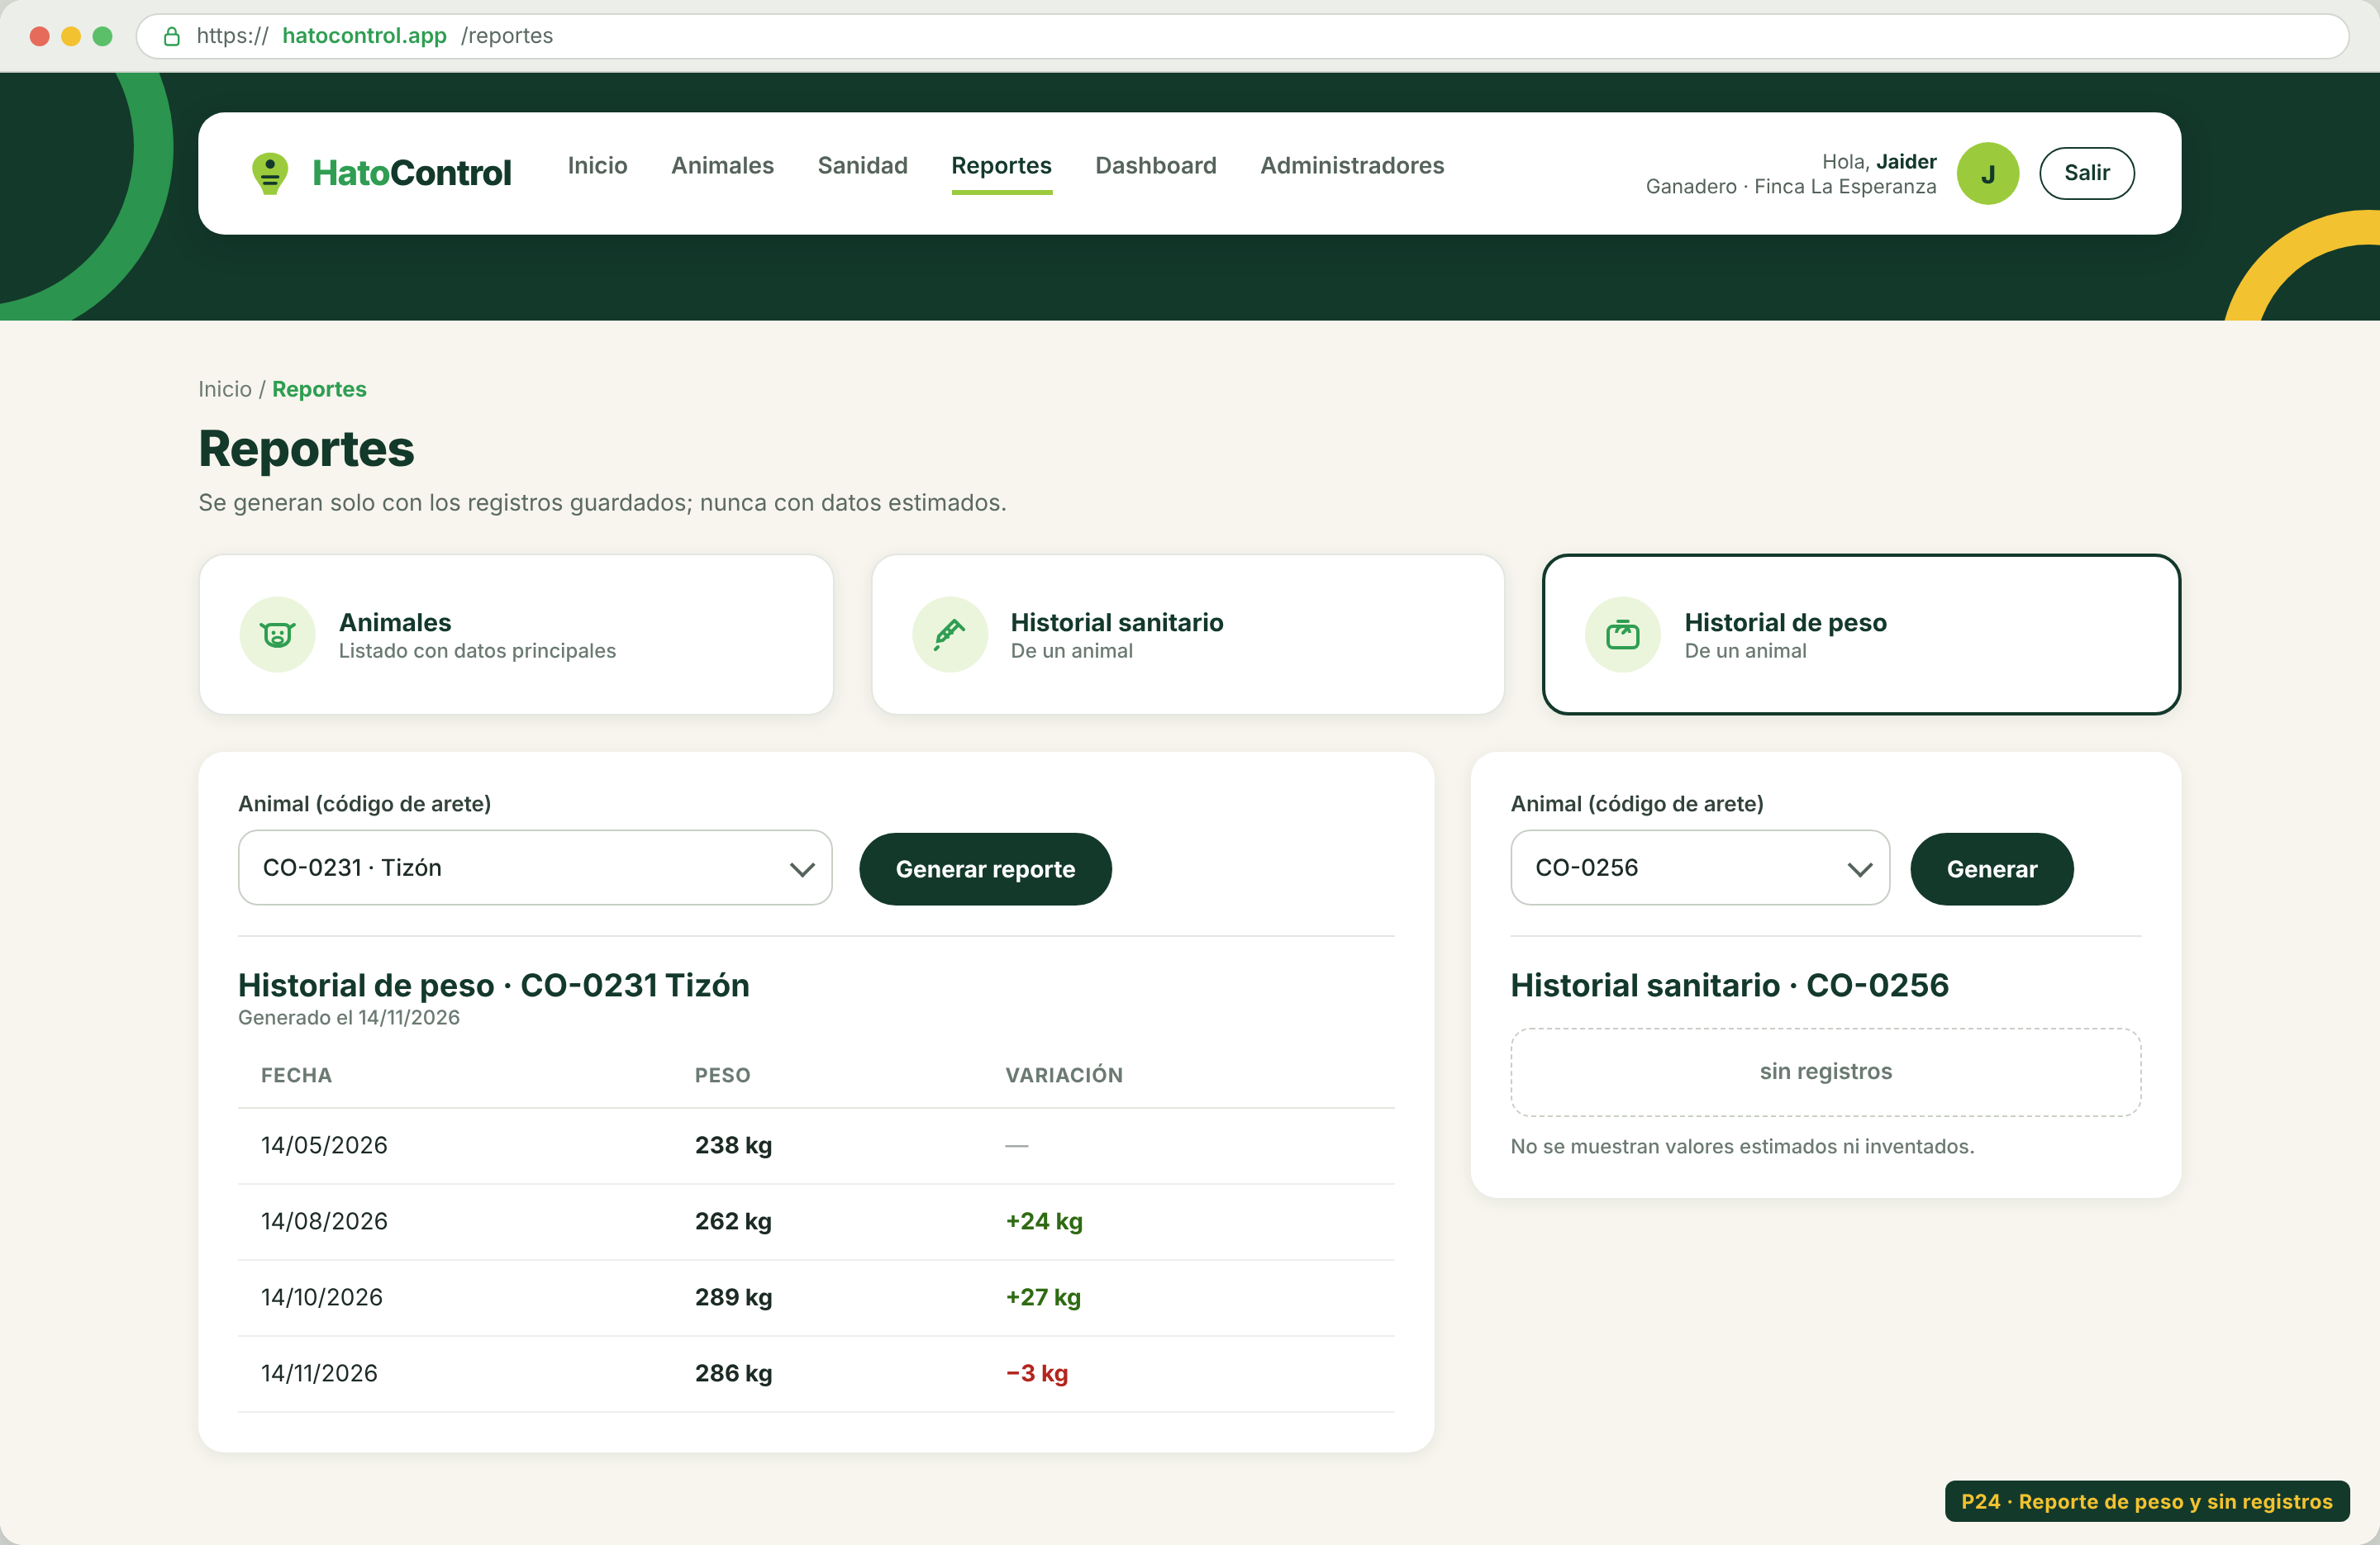 https:// hatocontrol.app /reportes
HatoControl
Inicio Animales Sanidad Reportes Dashboard Administradores
Hola, Jaider
Ganadero · Finca La Esperanza
J
Salir
Inicio / Reportes
Reportes
Se generan solo con los registros guardados; nunca con datos estimados.
Animales
Listado con datos principales
Historial sanitario
De un animal
Historial de peso
De un animal
Animal (código de arete)
CO-0231 · Tizón
Generar reporte
Historial de peso · CO-0231 Tizón
Generado el 14/11/2026
FECHA PESO VARIACIÓN
14/05/2026 238 kg —
14/08/2026 262 kg +24 kg
14/10/2026 289 kg +27 kg
14/11/2026 286 kg −3 kg
Animal (código de arete)
CO-0256
Generar
Historial sanitario · CO-0256
sin registros
No se muestran valores estimados ni inventados.
P24 · Reporte de peso y sin registros